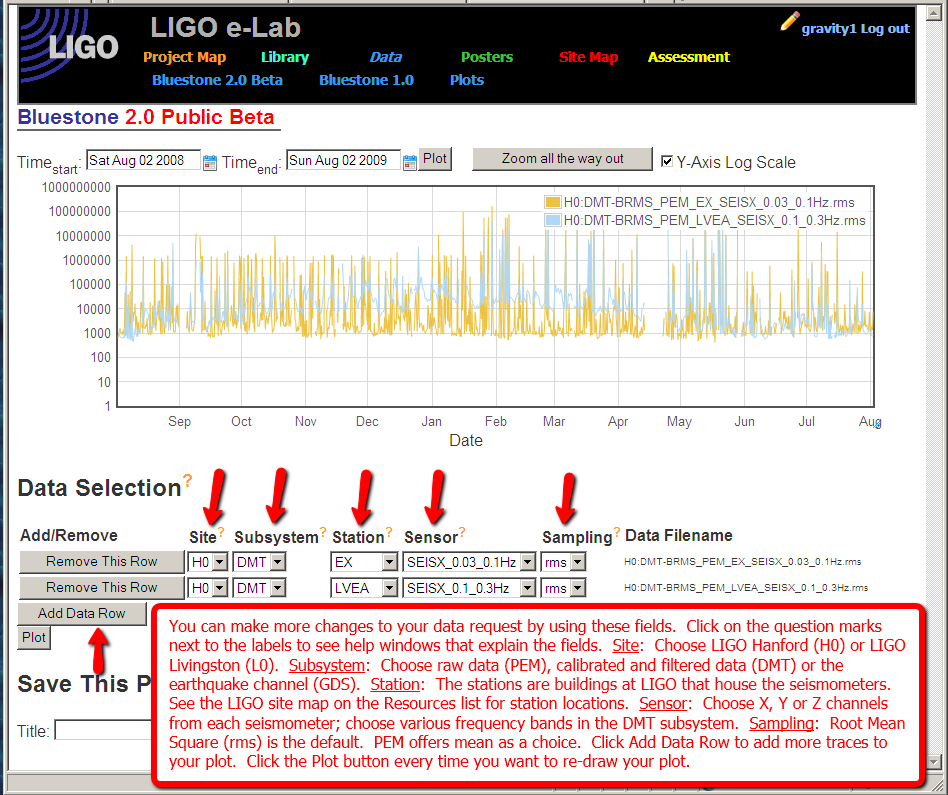 LIGO
LIGO e-Lab
gravity1 Log out
Project Map Library Data Posters Site Map Assessment
Bluestone 2.0 Beta Bluestone 1.0 Plots
Bluestone 2.0 Public Beta
Time start: Sat Aug 02 2008 Time end: Sun Aug 02 2009 Plot Zoom all the way out Y-Axis Log Scale
1000000000
100000000
10000000
1000000
100000
10000
1000
100
10
1
H0:DMT-BRMS_PEM_EX_SEISX_0.03_0.1Hz.rms
H0:DMT-BRMS_PEM_LVEA_SEISX_0.1_0.3Hz.rms
Sep Oct Nov Dec Jan Feb Mar Apr May Jun Jul Aug
Date
Data Selection?
Add/Remove Site? Subsystem? Station? Sensor? Sampling? Data Filename
Remove This Row H0 DMT EX SEISX_0.03_0.1Hz rms H0:DMT-BRMS_PEM_EX_SEISX_0.03_0.1Hz.rms
Remove This Row H0 DMT LVEA SEISX_0.1_0.3Hz rms H0:DMT-BRMS_PEM_LVEA_SEISX_0.1_0.3Hz.rms
Add Data Row
Plot
Save This P
Title:
You can make more changes to your data request by using these fields. Click on the question marks
next to the labels to see help windows that explain the fields. Site: Choose LIGO Hanford (H0) or LIGO
Livingston (L0). Subsystem: Choose raw data (PEM), calibrated and filtered data (DMT) or the
earthquake channel (GDS). Station: The stations are buildings at LIGO that house the seismometers.
See the LIGO site map on the Resources list for station locations. Sensor: Choose X, Y or Z channels
from each seismometer; choose various frequency bands in the DMT subsystem. Sampling: Root Mean
Square (rms) is the default. PEM offers mean as a choice. Click Add Data Row to add more traces to
your plot. Click the Plot button every time you want to re-draw your plot.